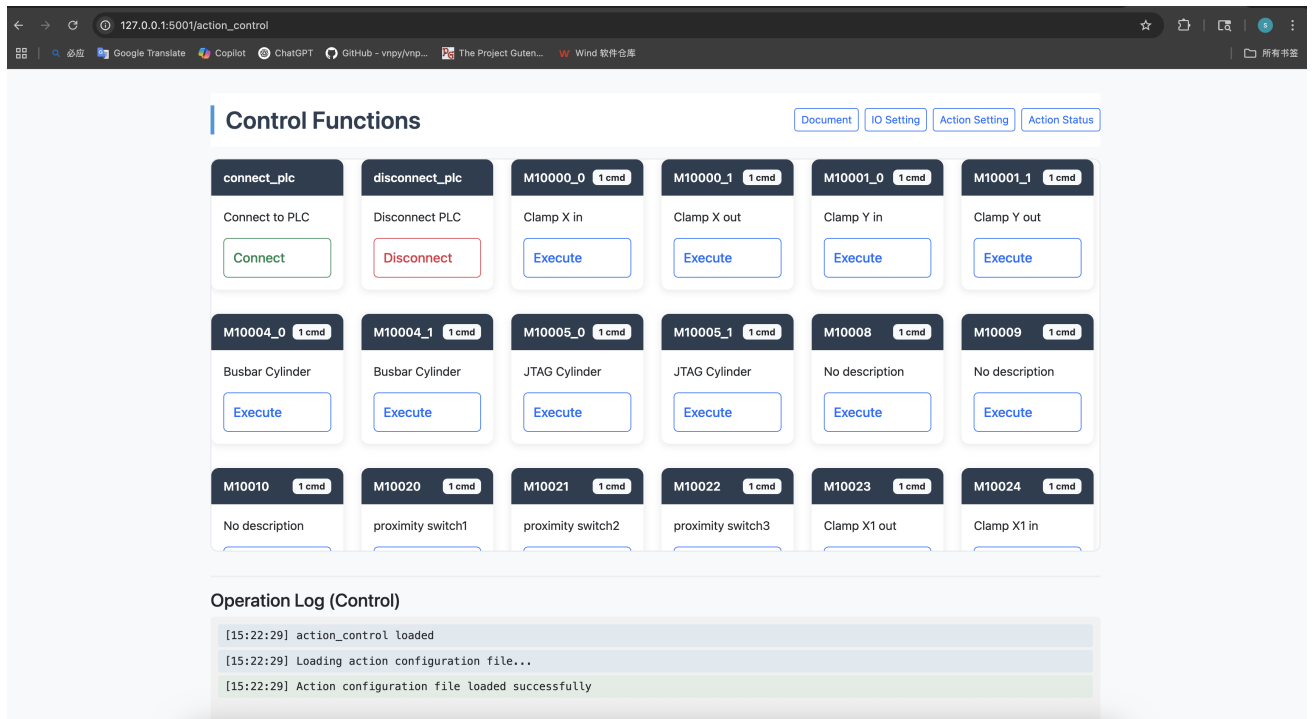 127.0.0.1:5001/action_control
必应 Google Translate Copilot ChatGPT GitHub - vnpy/vnp... The Project Guten... Wind 软件仓库 所有书签
Control Functions
Document IO Setting Action Setting Action Status
connect_plc disconnect_plc M10000_0 1 cmd M10000_1 1 cmd M10001_0 1 cmd M10001_1 1 cmd
Connect to PLC Disconnect PLC Clamp X in Clamp X out Clamp Y in Clamp Y out
Connect Disconnect Execute Execute Execute Execute
M10004_0 1 cmd M10004_1 1 cmd M10005_0 1 cmd M10005_1 1 cmd M10008 1 cmd M10009 1 cmd
Busbar Cylinder Busbar Cylinder JTAG Cylinder JTAG Cylinder No description No description
Execute Execute Execute Execute Execute Execute
M10010 1 cmd M10020 1 cmd M10021 1 cmd M10022 1 cmd M10023 1 cmd M10024 1 cmd
No description proximity switch1 proximity switch2 proximity switch3 Clamp X1 out Clamp X1 in
Operation Log (Control)
[15:22:29] action_control loaded
[15:22:29] Loading action configuration file...
[15:22:29] Action configuration file loaded successfully